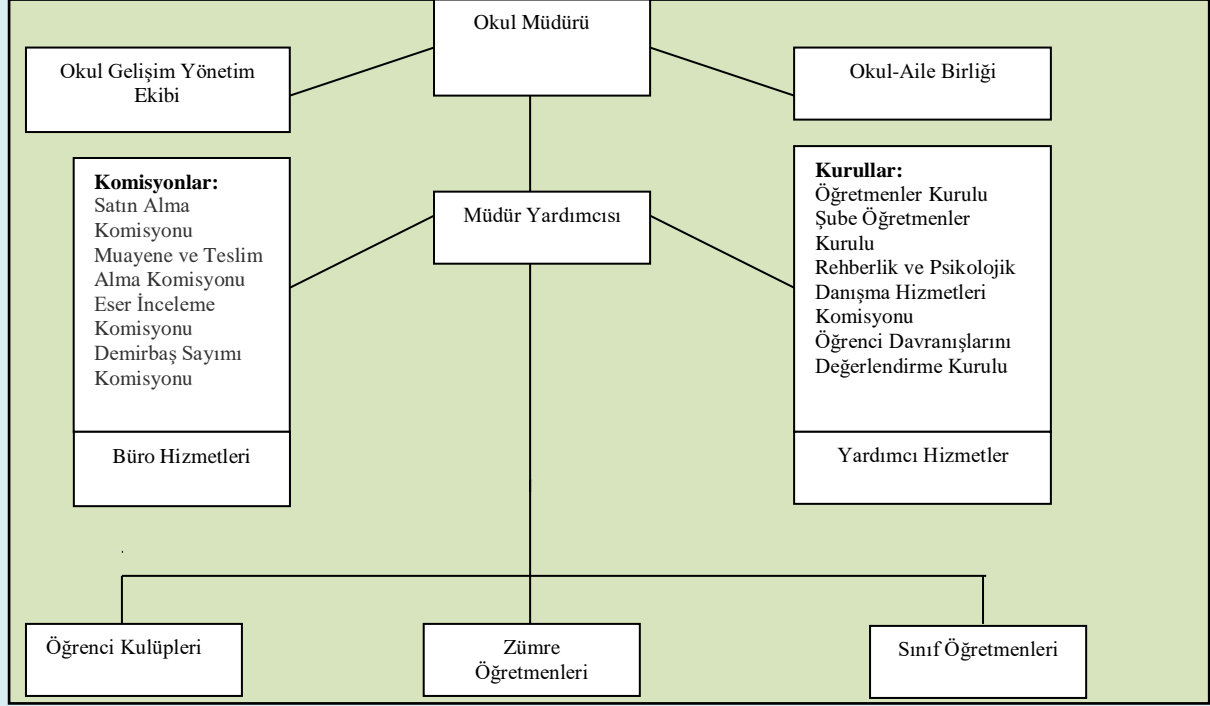 Okul Müdürü
Okul Gelişim Yönetim
Ekibi
Okul-Aile Birliği
Komisyonlar:
Satın Alma
Komisyonu
Muayene ve Teslim
Alma Komisyonu
Eser İnceleme
Komisyonu
Demirbaş Sayımı
Komisyonu
Müdür Yardımcısı
Kurullar:
Öğretmenler Kurulu
Şube Öğretmenler
Kurulu
Rehberlik ve Psikolojik
Danışma Hizmetleri
Komisyonu
Öğrenci Davranışlarını
Değerlendirme Kurulu
Büro Hizmetleri
Yardımcı Hizmetler
Öğrenci Kulüpleri
Zümre
Öğretmenleri
Sınıf Öğretmenleri